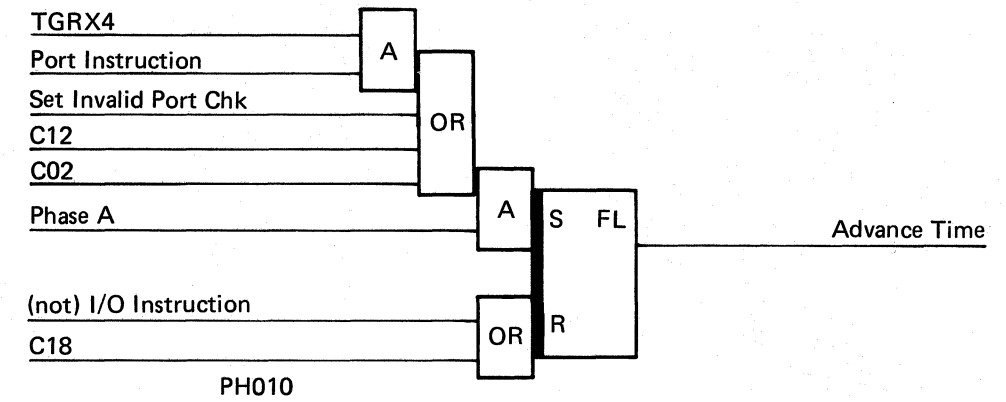 TGRX4
A
Port Instruction
Set Invalid Port Chk
OR
C12
C02
Phase A
A
S FL
Advance Time
(not) I/O Instruction
OR
R
C18
PH010